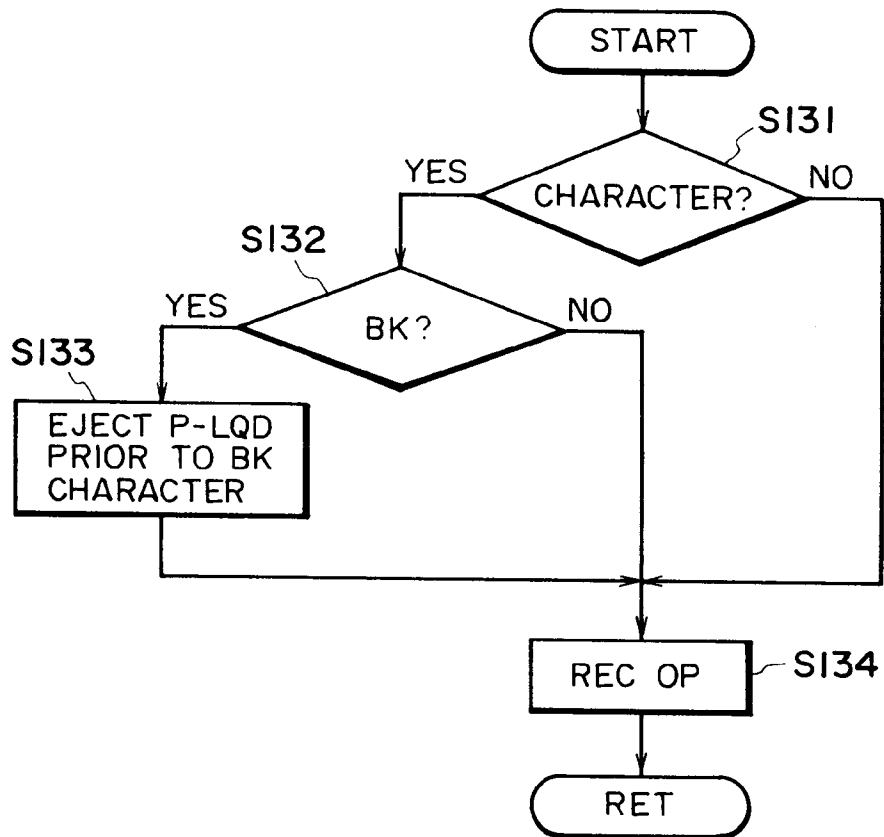 START
S131
YES
CHARACTER?
NO
S132
YES
BK?
NO
S133
EJECT P-LQD
PRIOR TO BK
CHARACTER
REC OP
S134
RET